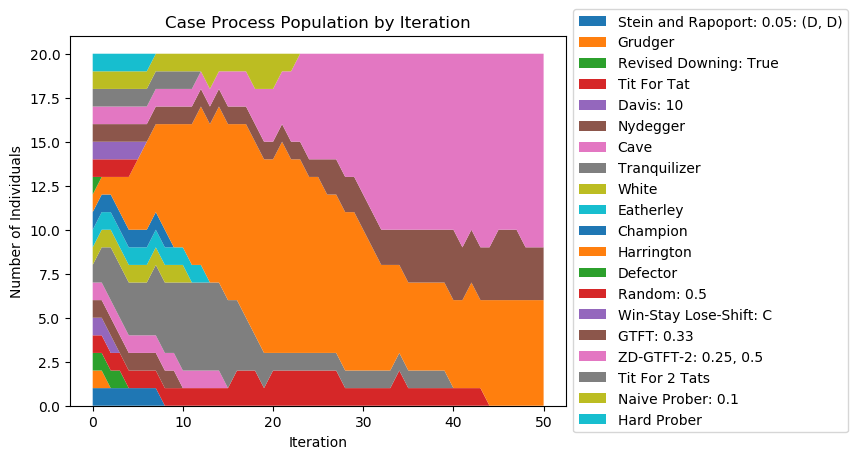 Case Process Population by Iteration
Number of Individuals
20.0
17.5
15.0
12.5
10.0
7.5
5.0
2.5
0.0
0 10 20 30 40 50
Iteration
Stein and Rapoport: 0.05: (D, D)
Grudger
Revised Downing: True
Tit For Tat
Davis: 10
Nydegger
Cave
Tranquilizer
White
Eatherley
Champion
Harrington
Defector
Random: 0.5
Win-Stay Lose-Shift: C
GTFT: 0.33
ZD-GTFT-2: 0.25, 0.5
Tit For 2 Tats
Naive Prober: 0.1
Hard Prober